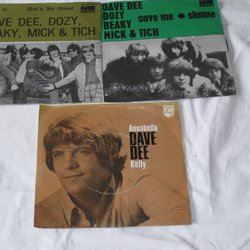 She's So Good
DAVE DEE, DOZY,
BEAKY, MICK & TICH
DAVE DEE
DOZY
BEAKY save me • shame
MICK & TICH
Annabella
DAVE
DEE
Kelly